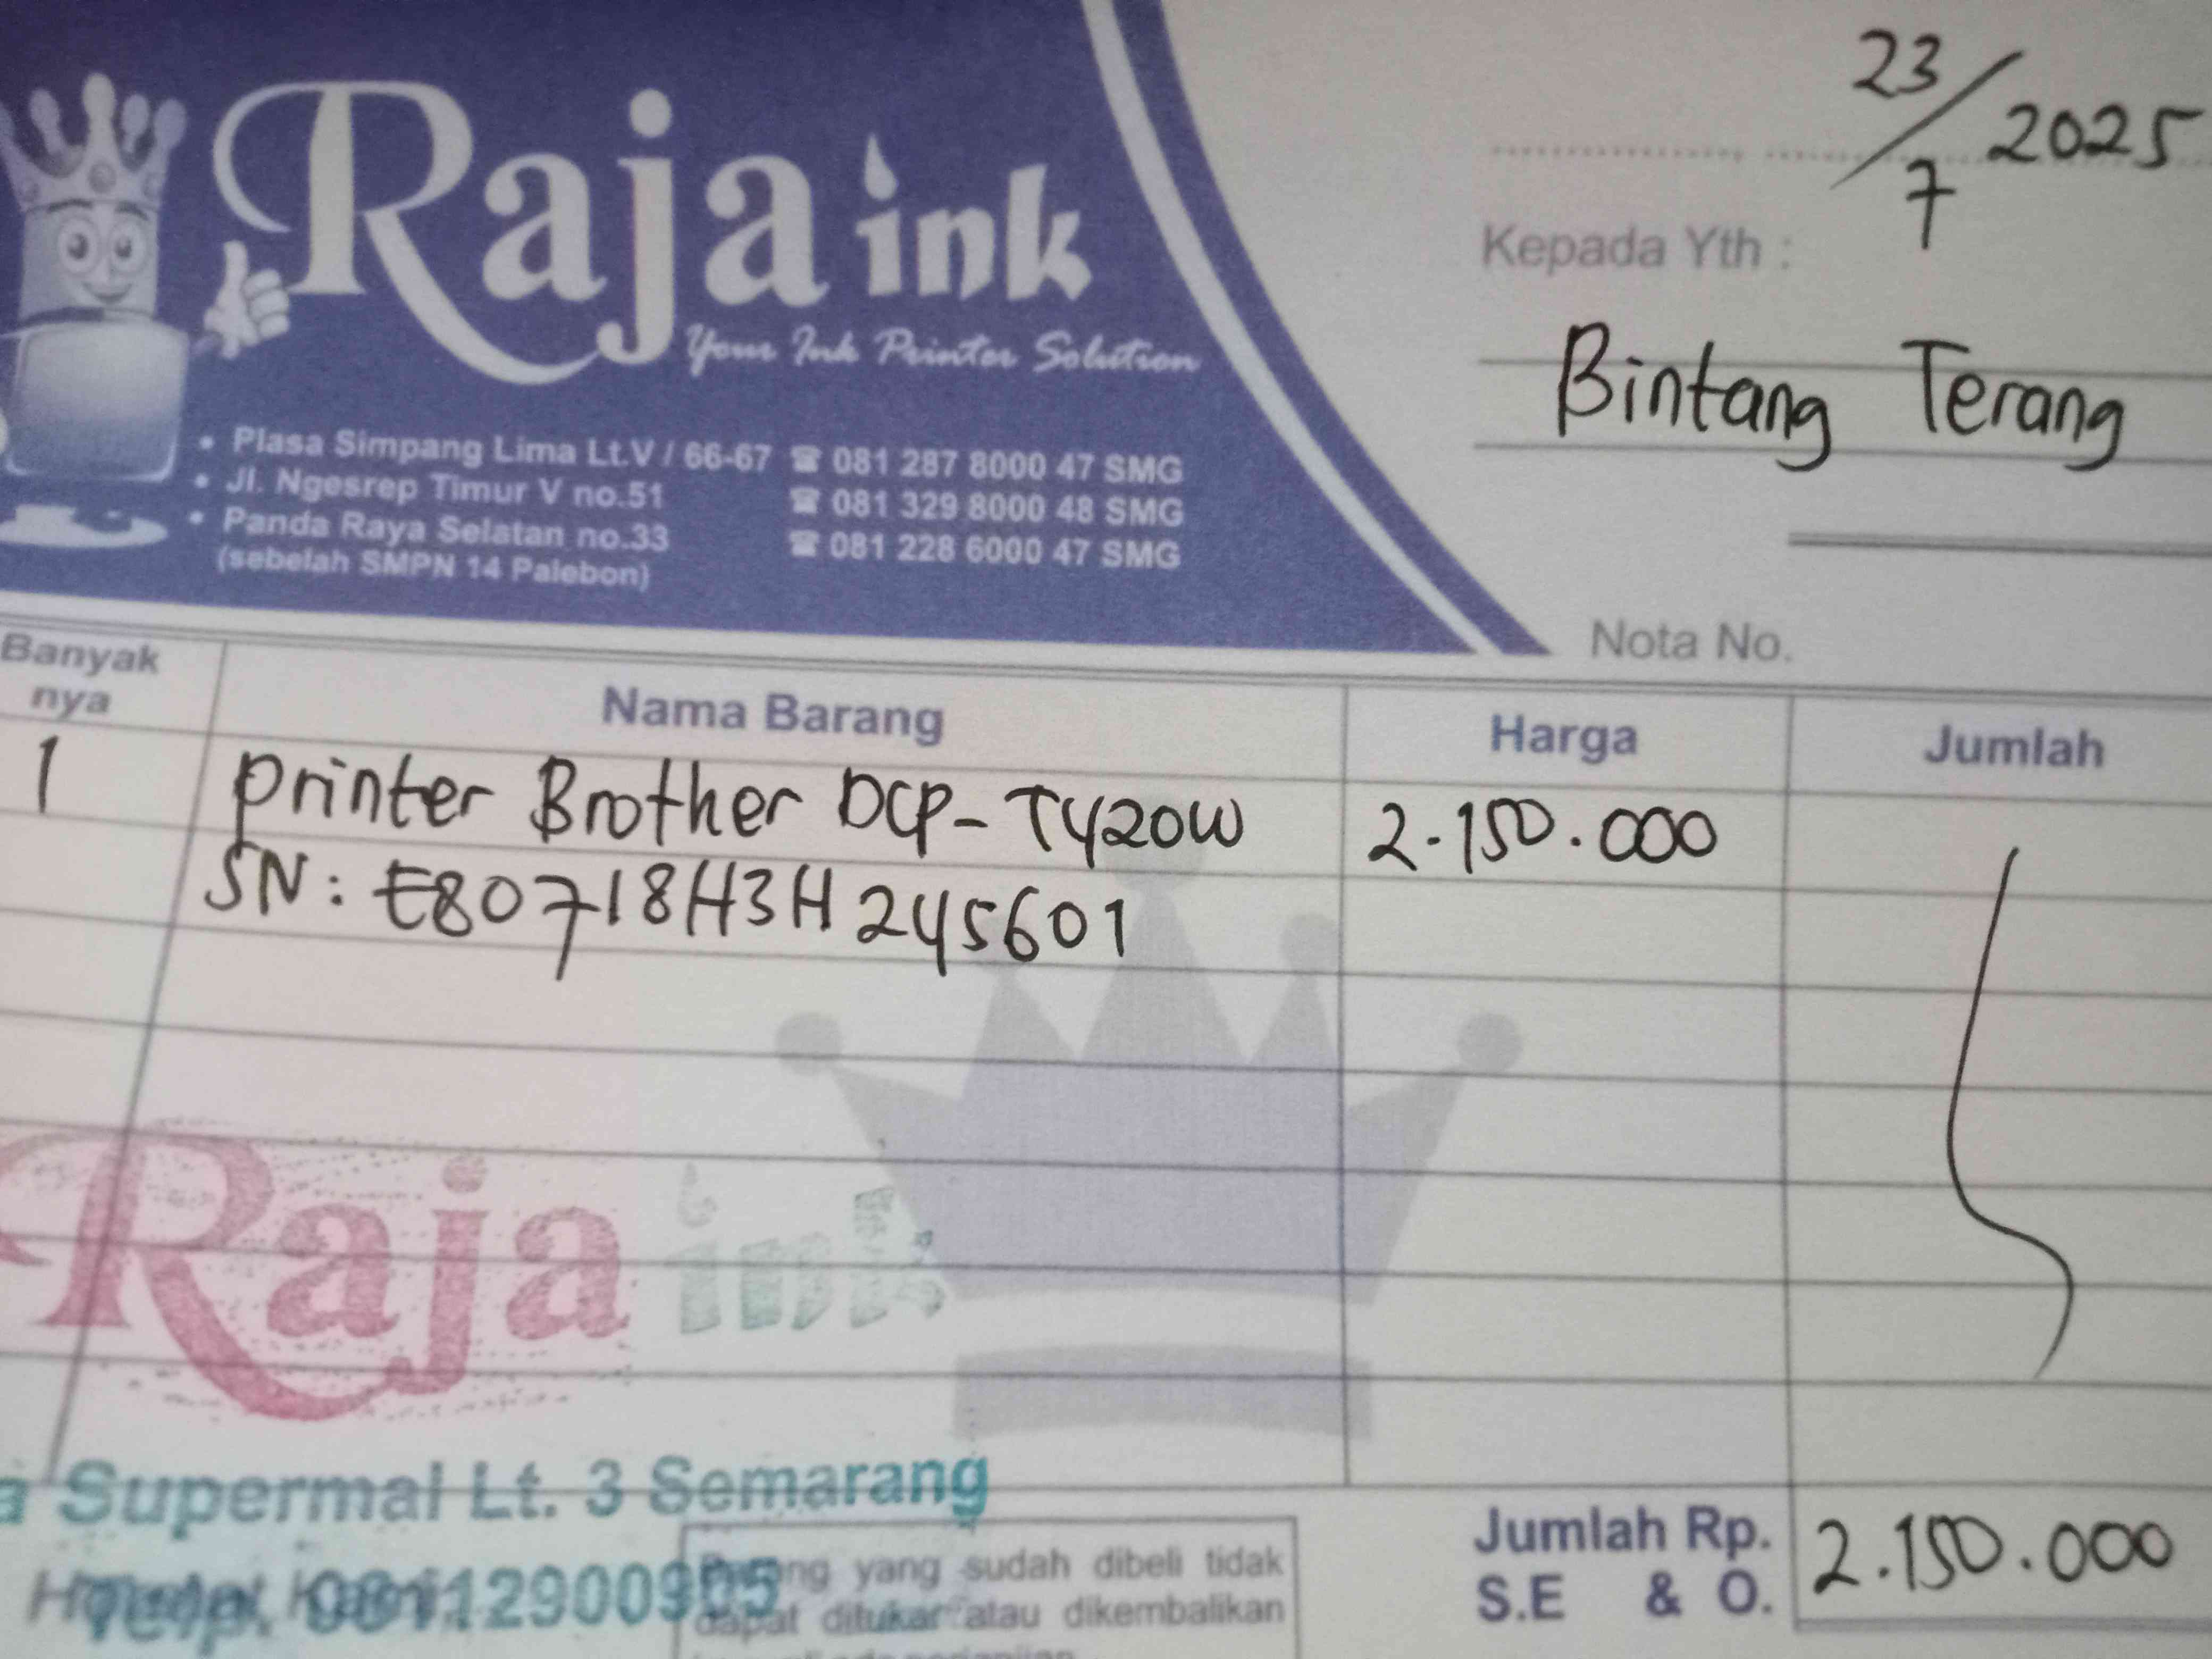 Raja ink
Your Ink Printer Solution
• Plasa Simpang Lima Lt.V / 66-67 ☎ 081 287 8000 47 SMG
• Jl. Ngesrep Timur V no.51 ☎ 081 329 8000 48 SMG
• Panda Raya Selatan no.33 ☎ 081 228 6000 47 SMG
(sebelah SMPN 14 Palebon)
23/7 2025
Kepada Yth :
Bintang Terang
Nota No.
Banyak
nya
Nama Barang Harga Jumlah
1 printer Brother DCP-T420W 2.150.000
SN: E80718H3H245601
Raja ink
Supermal Lt. 3 Semarang
Telp. 08112900905
yang sudah dibeli tidak
dapat ditukar atau dikembalikan
Jumlah Rp. 2.150.000
S.E & O.